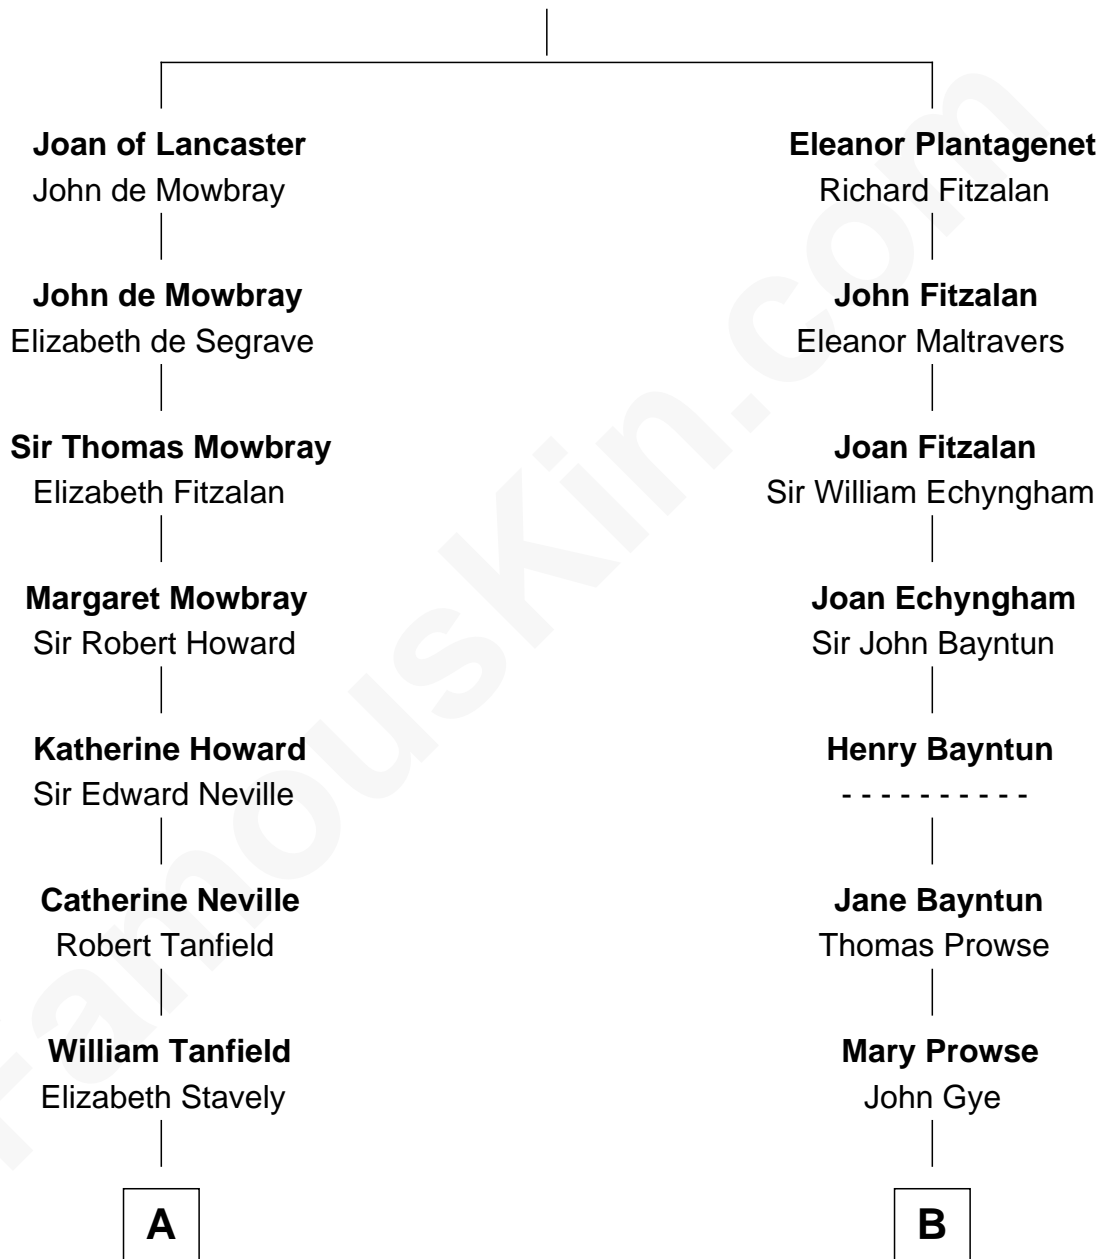 Joan of Lancaster
John de Mowbray
John de Mowbray
Elizabeth de Segrave
Sir Thomas Mowbray
Elizabeth Fitzalan
Margaret Mowbray
Sir Robert Howard
Katherine Howard
Sir Edward Neville
Catherine Neville
Robert Tanfield
William Tanfield
Elizabeth Stavely
A
Eleanor Plantagenet
Richard Fitzalan
John Fitzalan
Eleanor Maltravers
Joan Fitzalan
Sir William Echyngham
Joan Echyngham
Sir John Bayntun
Henry Bayntun
- - - - - - - - - -
Jane Bayntun
Thomas Prowse
Mary Prowse
John Gye
B
FamousKin.com